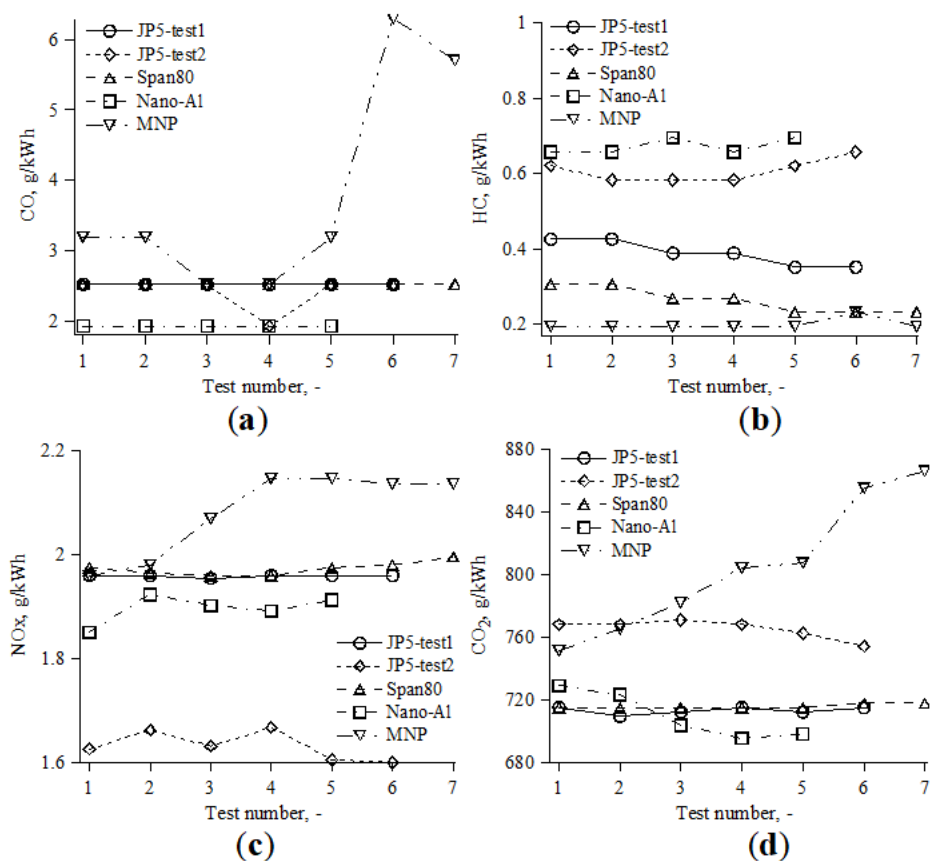 JP5-test1
JP5-test2
Span80
Nano-Al
MNP
6
5
4
3
2
CO, g/kWh
1 2 3 4 5 6 7
Test number, -
(a)
1
0.8
0.6
0.4
0.2
HC, g/kWh
JP5-test1
JP5-test2
Span80
Nano-Al
MNP
1 2 3 4 5 6 7
Test number, -
(b)
2.2
2
1.8
1.6
NOx, g/kWh
JP5-test1
JP5-test2
Span80
Nano-Al
MNP
1 2 3 4 5 6 7
Test number, -
(c)
880
840
800
760
720
680
CO₂, g/kWh
JP5-test1
JP5-test2
Span80
Nano-Al
MNP
1 2 3 4 5 6 7
Test number, -
(d)